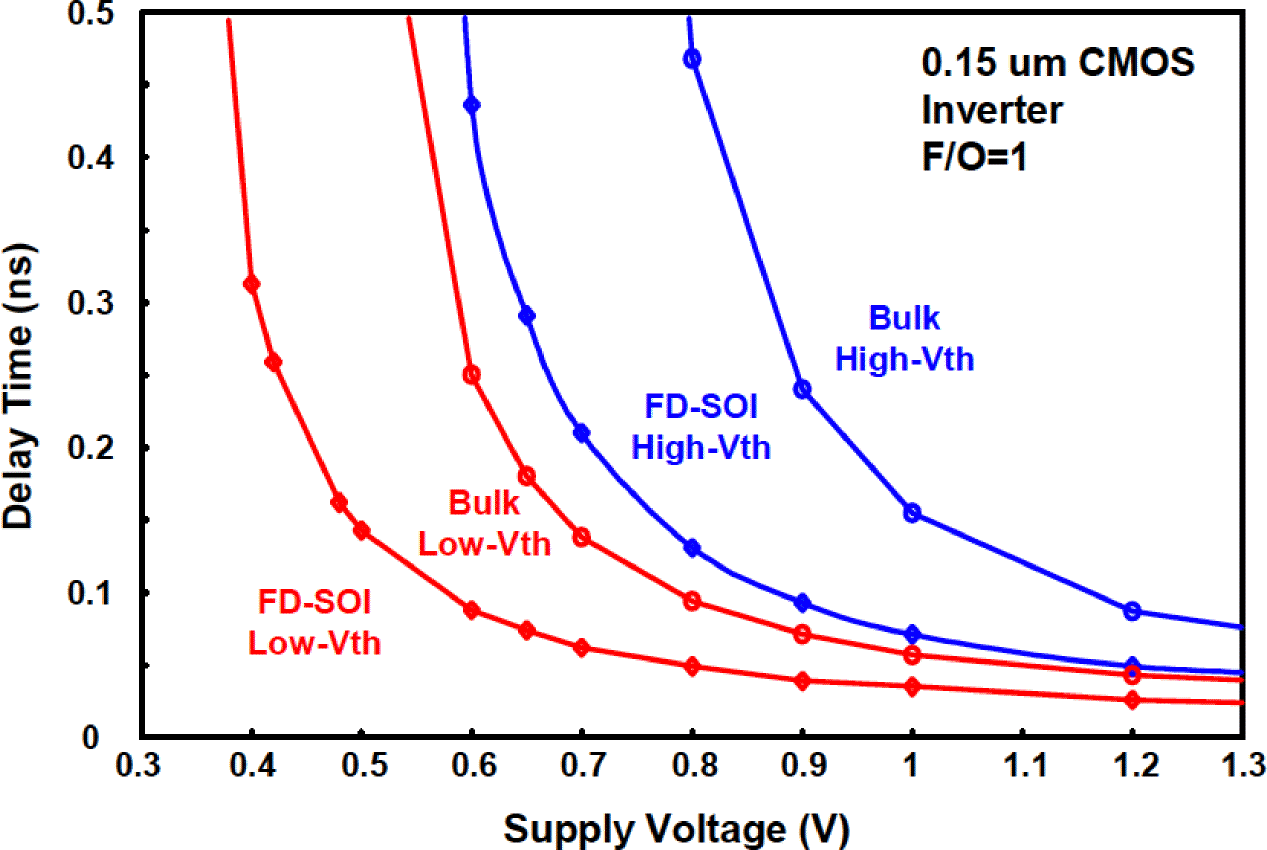 0.5
0.4
0.3
0.2
0.1
0
Delay Time (ns)
0.15 um CMOS
Inverter
F/O=1
Bulk
High-Vth
FD-SOI
High-Vth
Bulk
Low-Vth
FD-SOI
Low-Vth
0.3 0.4 0.5 0.6 0.7 0.8 0.9 1 1.1 1.2 1.3
Supply Voltage (V)